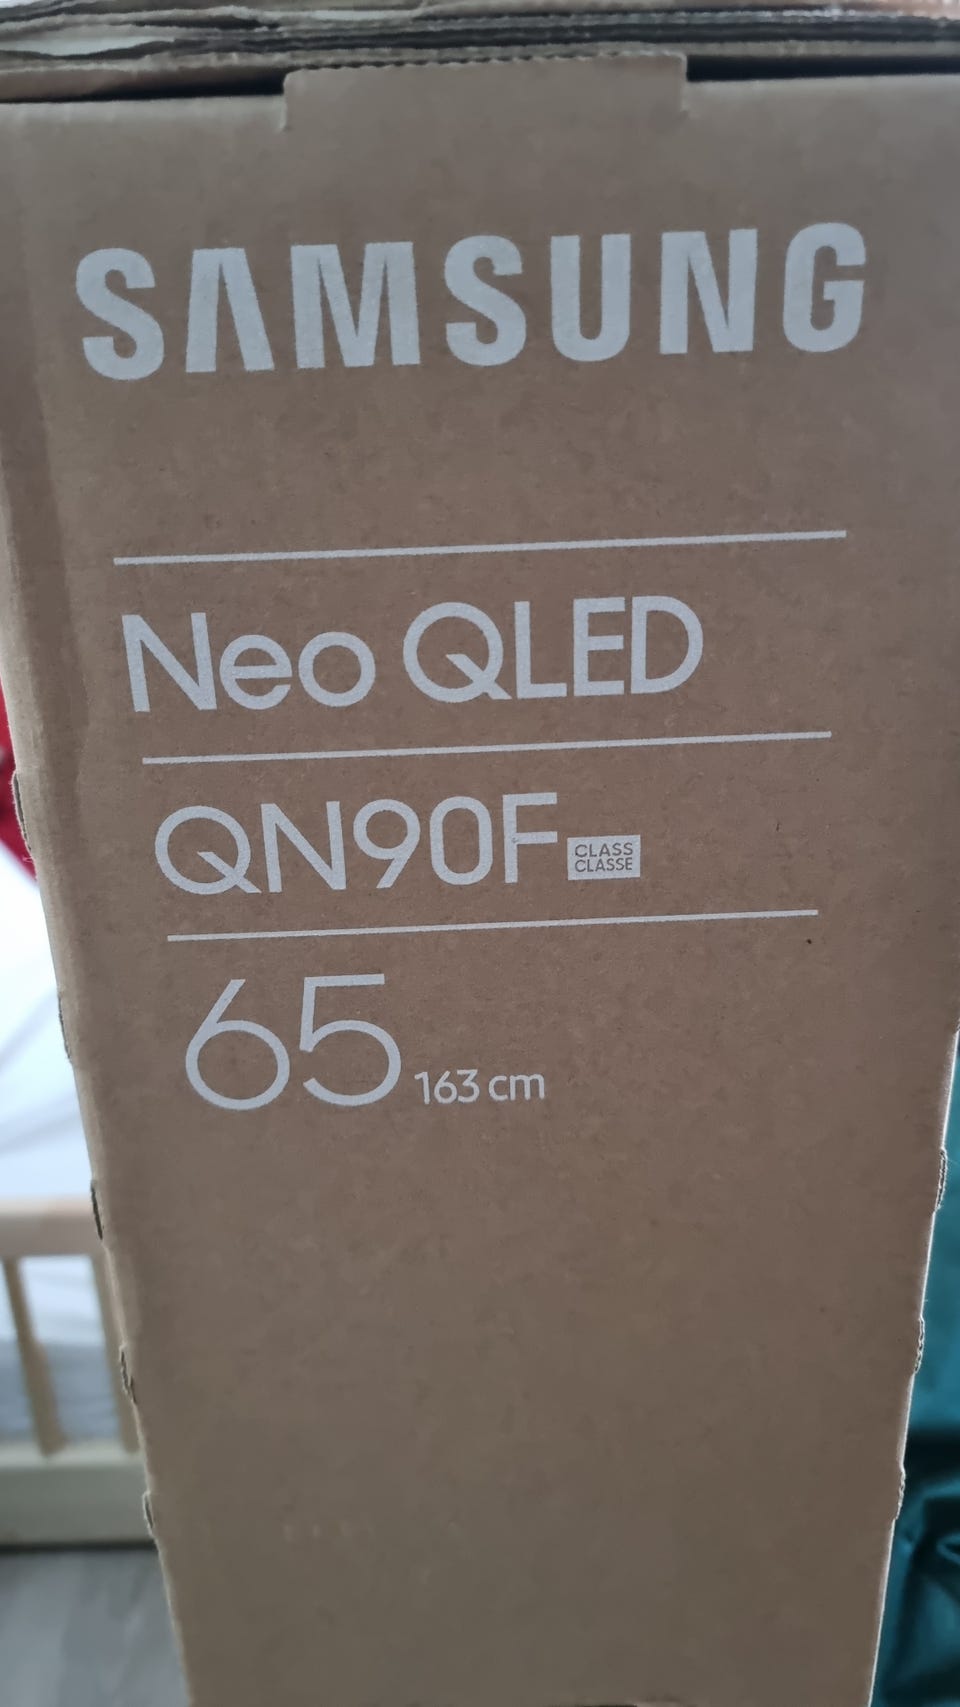 SAMSUNG
Neo QLED
QN90F CLASS
CLASSE
65 163 cm